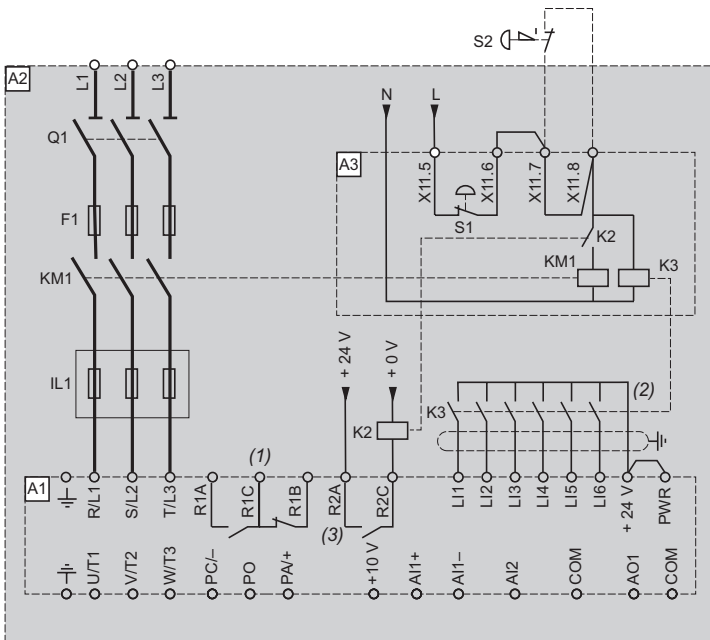 S2
A2
L1
L2
L3
N
L
Q1
A3
X11.5
X11.6
X11.7
X11.8
S1
F1
K2
KM1
KM1
K3
+ 24 V
+ 0 V
IL1
(2)
K3
K2
(1)
A1
R/L1
S/L2
T/L3
R1A
R1C
R1B
R2A
R2C
LI1
LI2
LI3
LI4
LI5
LI6
+ 24 V
PWR
(3)
U/T1
V/T2
W/T3
PC/–
PO
PA/+
+10 V
AI1+
AI1–
AI2
COM
AO1
COM